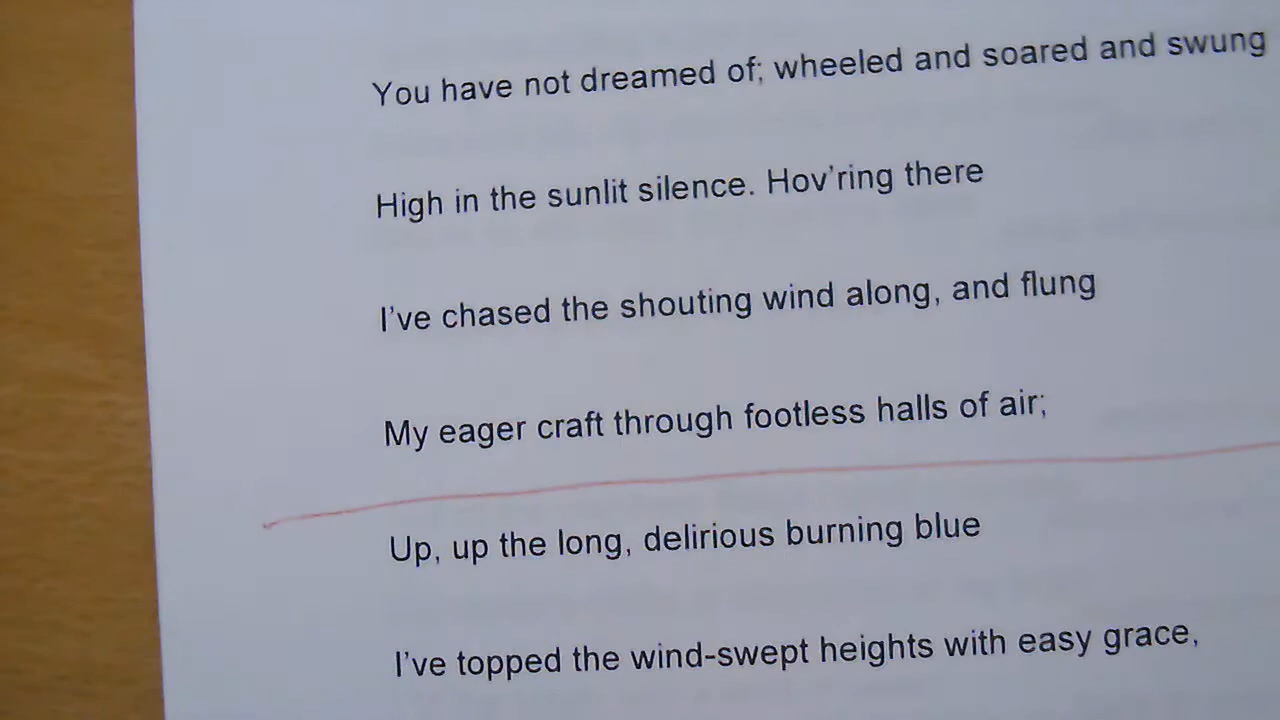 You have not dreamed of; wheeled and soared and swung
High in the sunlit silence. Hov’ring there
I’ve chased the shouting wind along, and flung
My eager craft through footless halls of air;
Up, up the long, delirious burning blue
I’ve topped the wind-swept heights with easy grace,